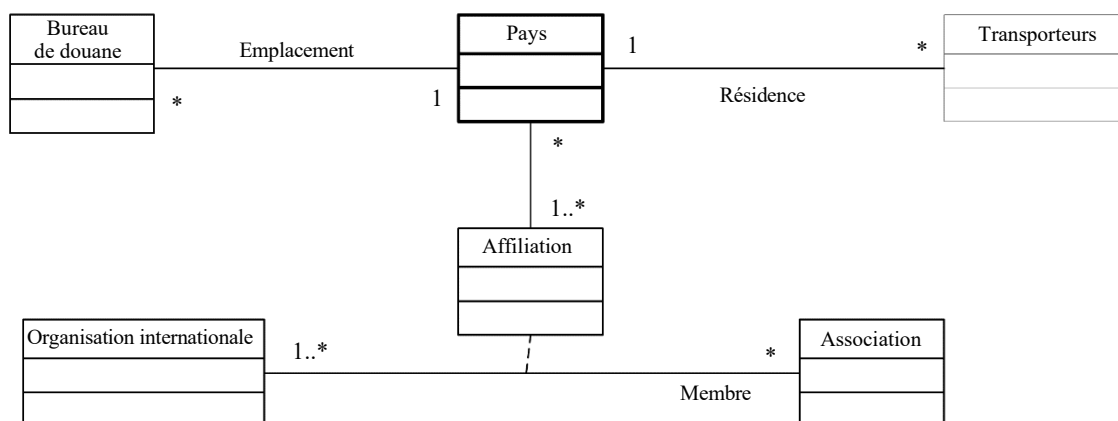 Bureau
de douane
Emplacement
Pays
1
*
Transporteurs
*
1
Résidence
*
1..*
Affiliation
Organisation internationale
1..*
*
Association
Membre